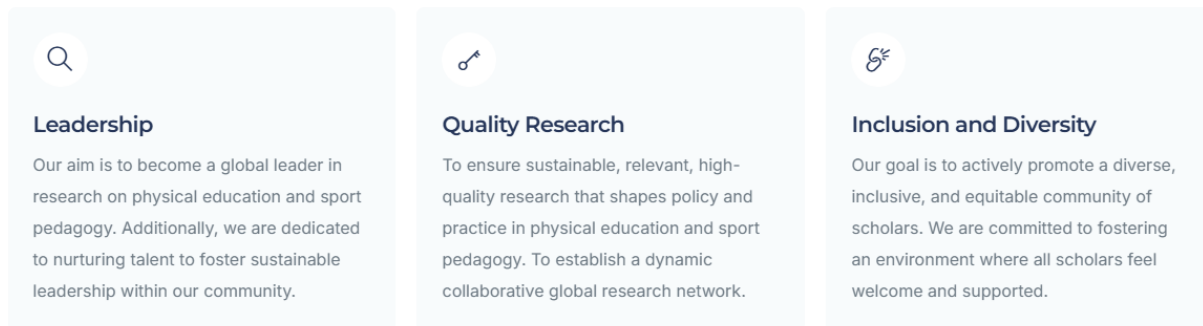 Leadership
Our aim is to become a global leader in
research on physical education and sport
pedagogy. Additionally, we are dedicated
to nurturing talent to foster sustainable
leadership within our community.
Quality Research
To ensure sustainable, relevant, high-
quality research that shapes policy and
practice in physical education and sport
pedagogy. To establish a dynamic
collaborative global research network.
Inclusion and Diversity
Our goal is to actively promote a diverse,
inclusive, and equitable community of
scholars. We are committed to fostering
an environment where all scholars feel
welcome and supported.